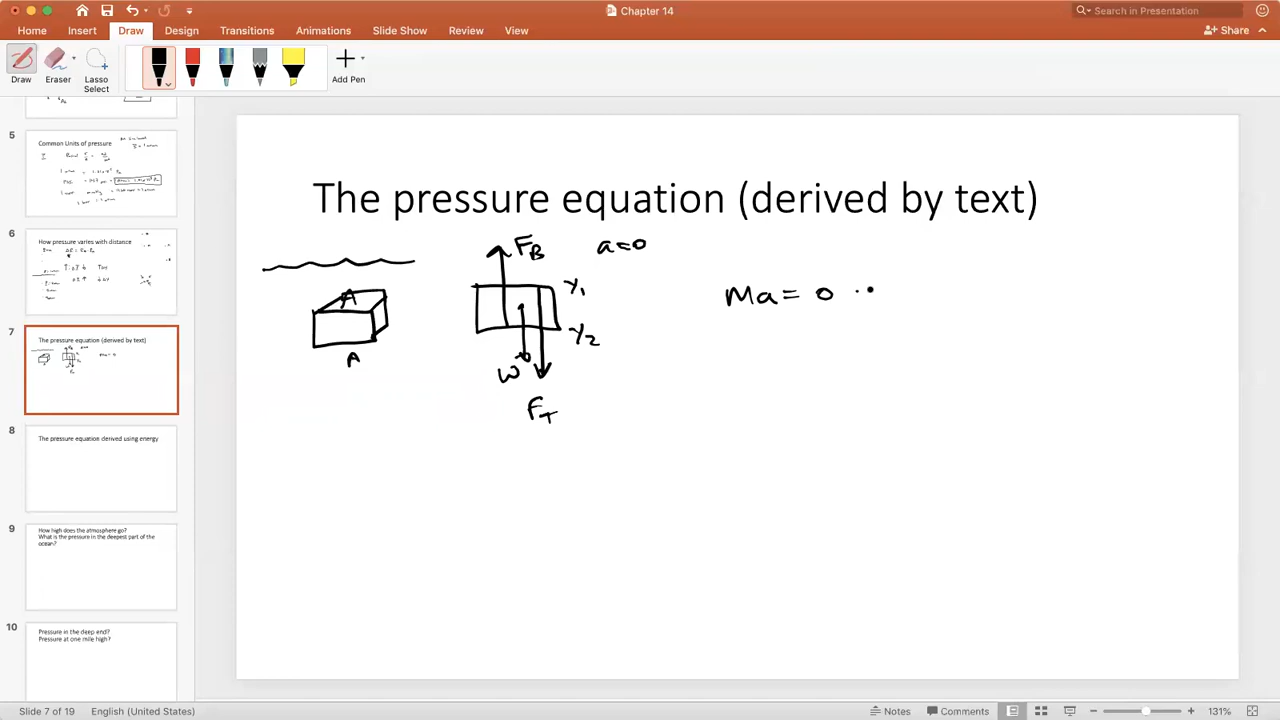 Chapter 14
Search in Presentation
Home Insert Draw Design Transitions Animations Slide Show Review View Share
Draw Eraser Lasso Select Add Pen
5
Common Units of pressure
6
How pressure varies with distance
7
The pressure equation (derived by text)
8
The pressure equation derived using energy
9
How high does the atmosphere go?
What is the pressure in the deepest part of the
ocean?
10
Pressure in the deep end?
Pressure at one mile high?
The pressure equation (derived by text)
F_B a=0
A
A
y₁
y₂
W
F_T
Ma = 0
Slide 7 of 19 English (United States) Notes Comments 131%